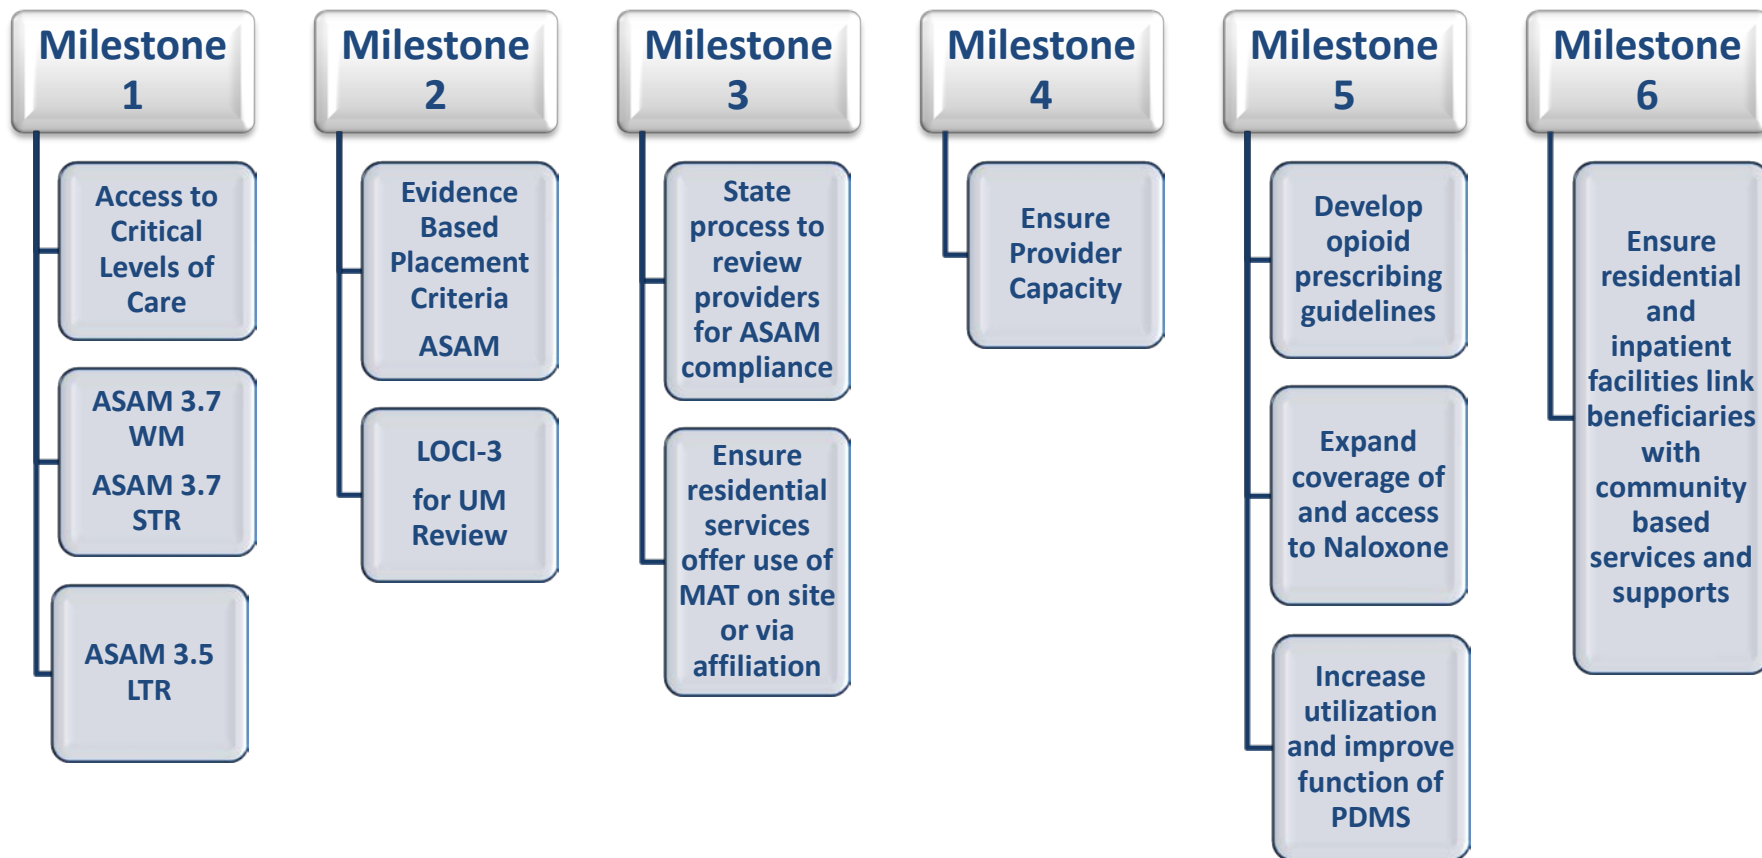 Milestone
1
Access to
Critical
Levels of
Care
ASAM 3.7
WM
ASAM 3.7
STR
ASAM 3.5
LTR
Milestone
2
Evidence
Based
Placement
Criteria
ASAM
LOCI-3
for UM
Review
Milestone
3
State
process to
review
providers
for ASAM
compliance
Ensure
residential
services
offer use of
MAT on site
or via
affiliation
Milestone
4
Ensure
Provider
Capacity
Milestone
5
Develop
opioid
prescribing
guidelines
Expand
coverage of
and access
to Naloxone
Increase
utilization
and improve
function of
PDMS
Milestone
6
Ensure
residential
and
inpatient
facilities link
beneficiaries
with
community
based
services and
supports